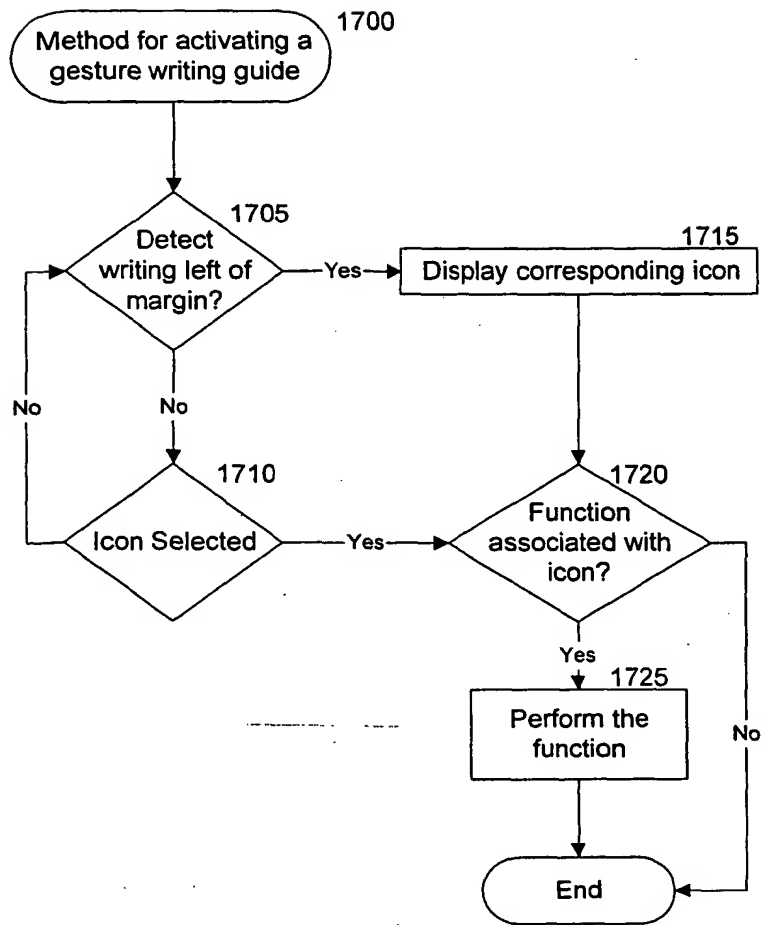 1700
Method for activating a
gesture writing guide
1705
Detect
writing left of
margin?
Yes
1715
Display corresponding icon
No
No
1710
Icon Selected
Yes
1720
Function
associated with
icon?
Yes
No
1725
Perform the
function
End